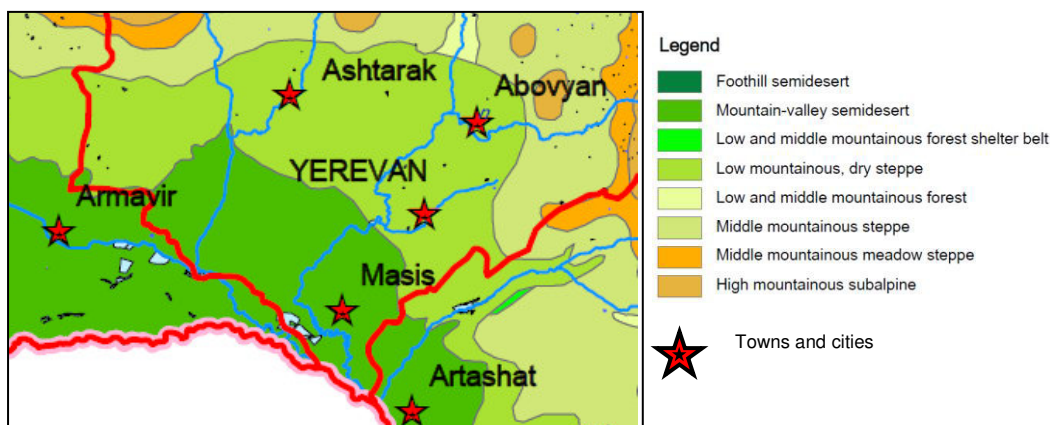 Ashtarak
Abovyan
YEREVAN
Armavir
Masis
Artashat
Legend
Foothill semidesert
Mountain-valley semidesert
Low and middle mountainous forest shelter belt
Low mountainous, dry steppe
Low and middle mountainous forest
Middle mountainous steppe
Middle mountainous meadow steppe
High mountainous subalpine
Towns and cities